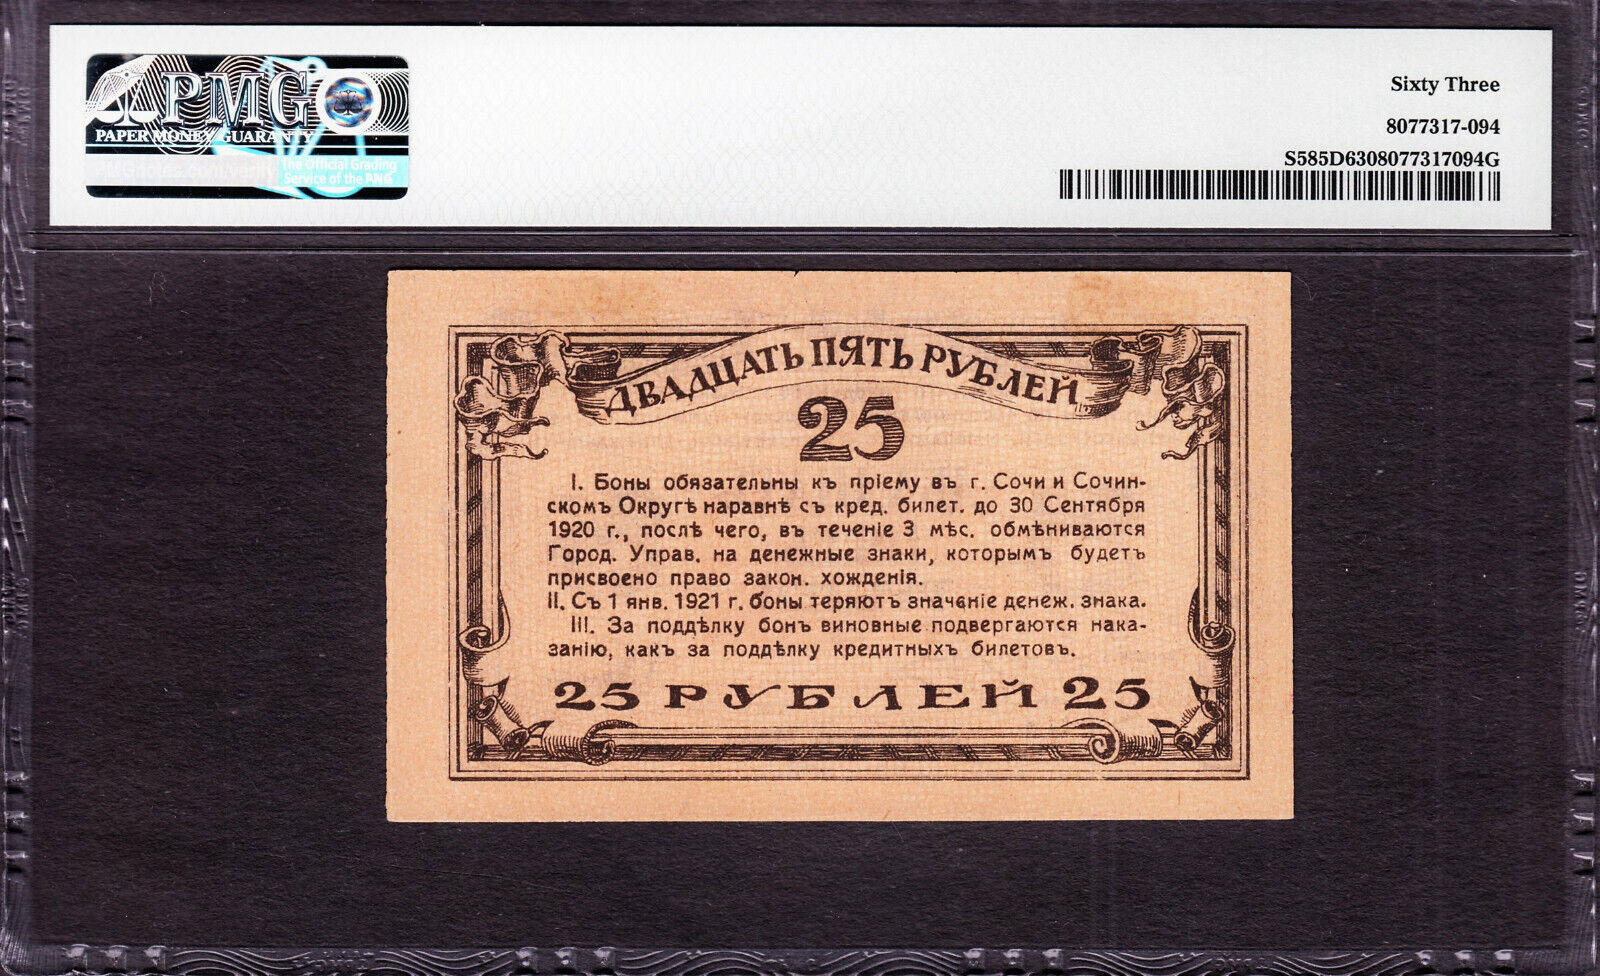 PMG
PAPER MONEY GUARANTY
PMGnotes.com/verify
The Official Grading
Service of the ANG
Sixty Three
8077317-094
S585D6308077317094G
ДВАДЦАТЬ ПЯТЬ РУБЛЕЙ
25
I. Боны обязательны къ пріему въ г. Сочи и Сочин-
скомъ Округѣ наравнѣ съ кред. билет. до 30 Сентября
1920 г., послѣ чего, въ теченіе 3 мѣс. обмѣниваются
Город. Управ. на денежные знаки, которымъ будетъ
присвоено право закон. хожденія.
II. Съ 1 янв. 1921 г. боны теряютъ значеніе денеж. знака.
III. За поддѣлку бонъ виновные подвергаются нака-
занію, какъ за поддѣлку кредитныхъ билетовъ.
25 РУБЛЕЙ 25